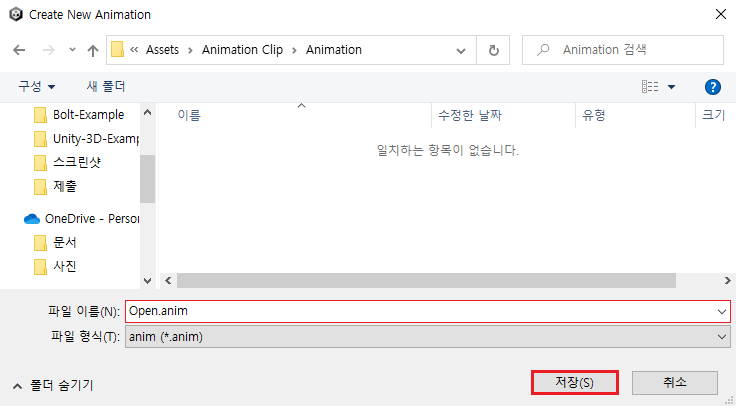 Create New Animation
« Assets > Animation Clip > Animation
Animation 검색
구성 새 폴더
이름 수정한 날짜 유형 크기
일치하는 항목이 없습니다.
Bolt-Example
Unity-3D-Examp
스크린샷
제출
OneDrive - Person
문서
사진
파일 이름(N): Open.anim
파일 형식(T): anim (*.anim)
폴더 숨기기 저장(S) 취소